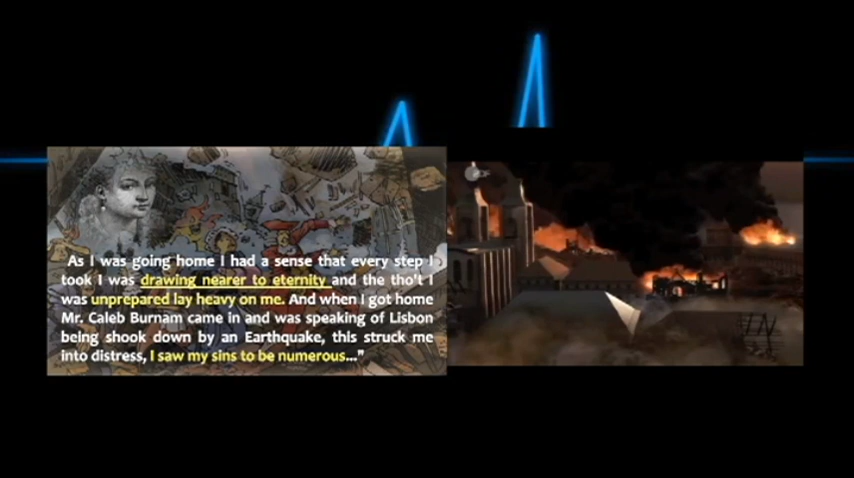 As I was going home I had a sense that every step I
took I was drawing nearer to eternity and the tho't I
was unprepared lay heavy on me. And when I got home
Mr. Caleb Burnam came in and was speaking of Lisbon
being shook down by an Earthquake, this struck me
into distress, I saw my sins to be numerous..."